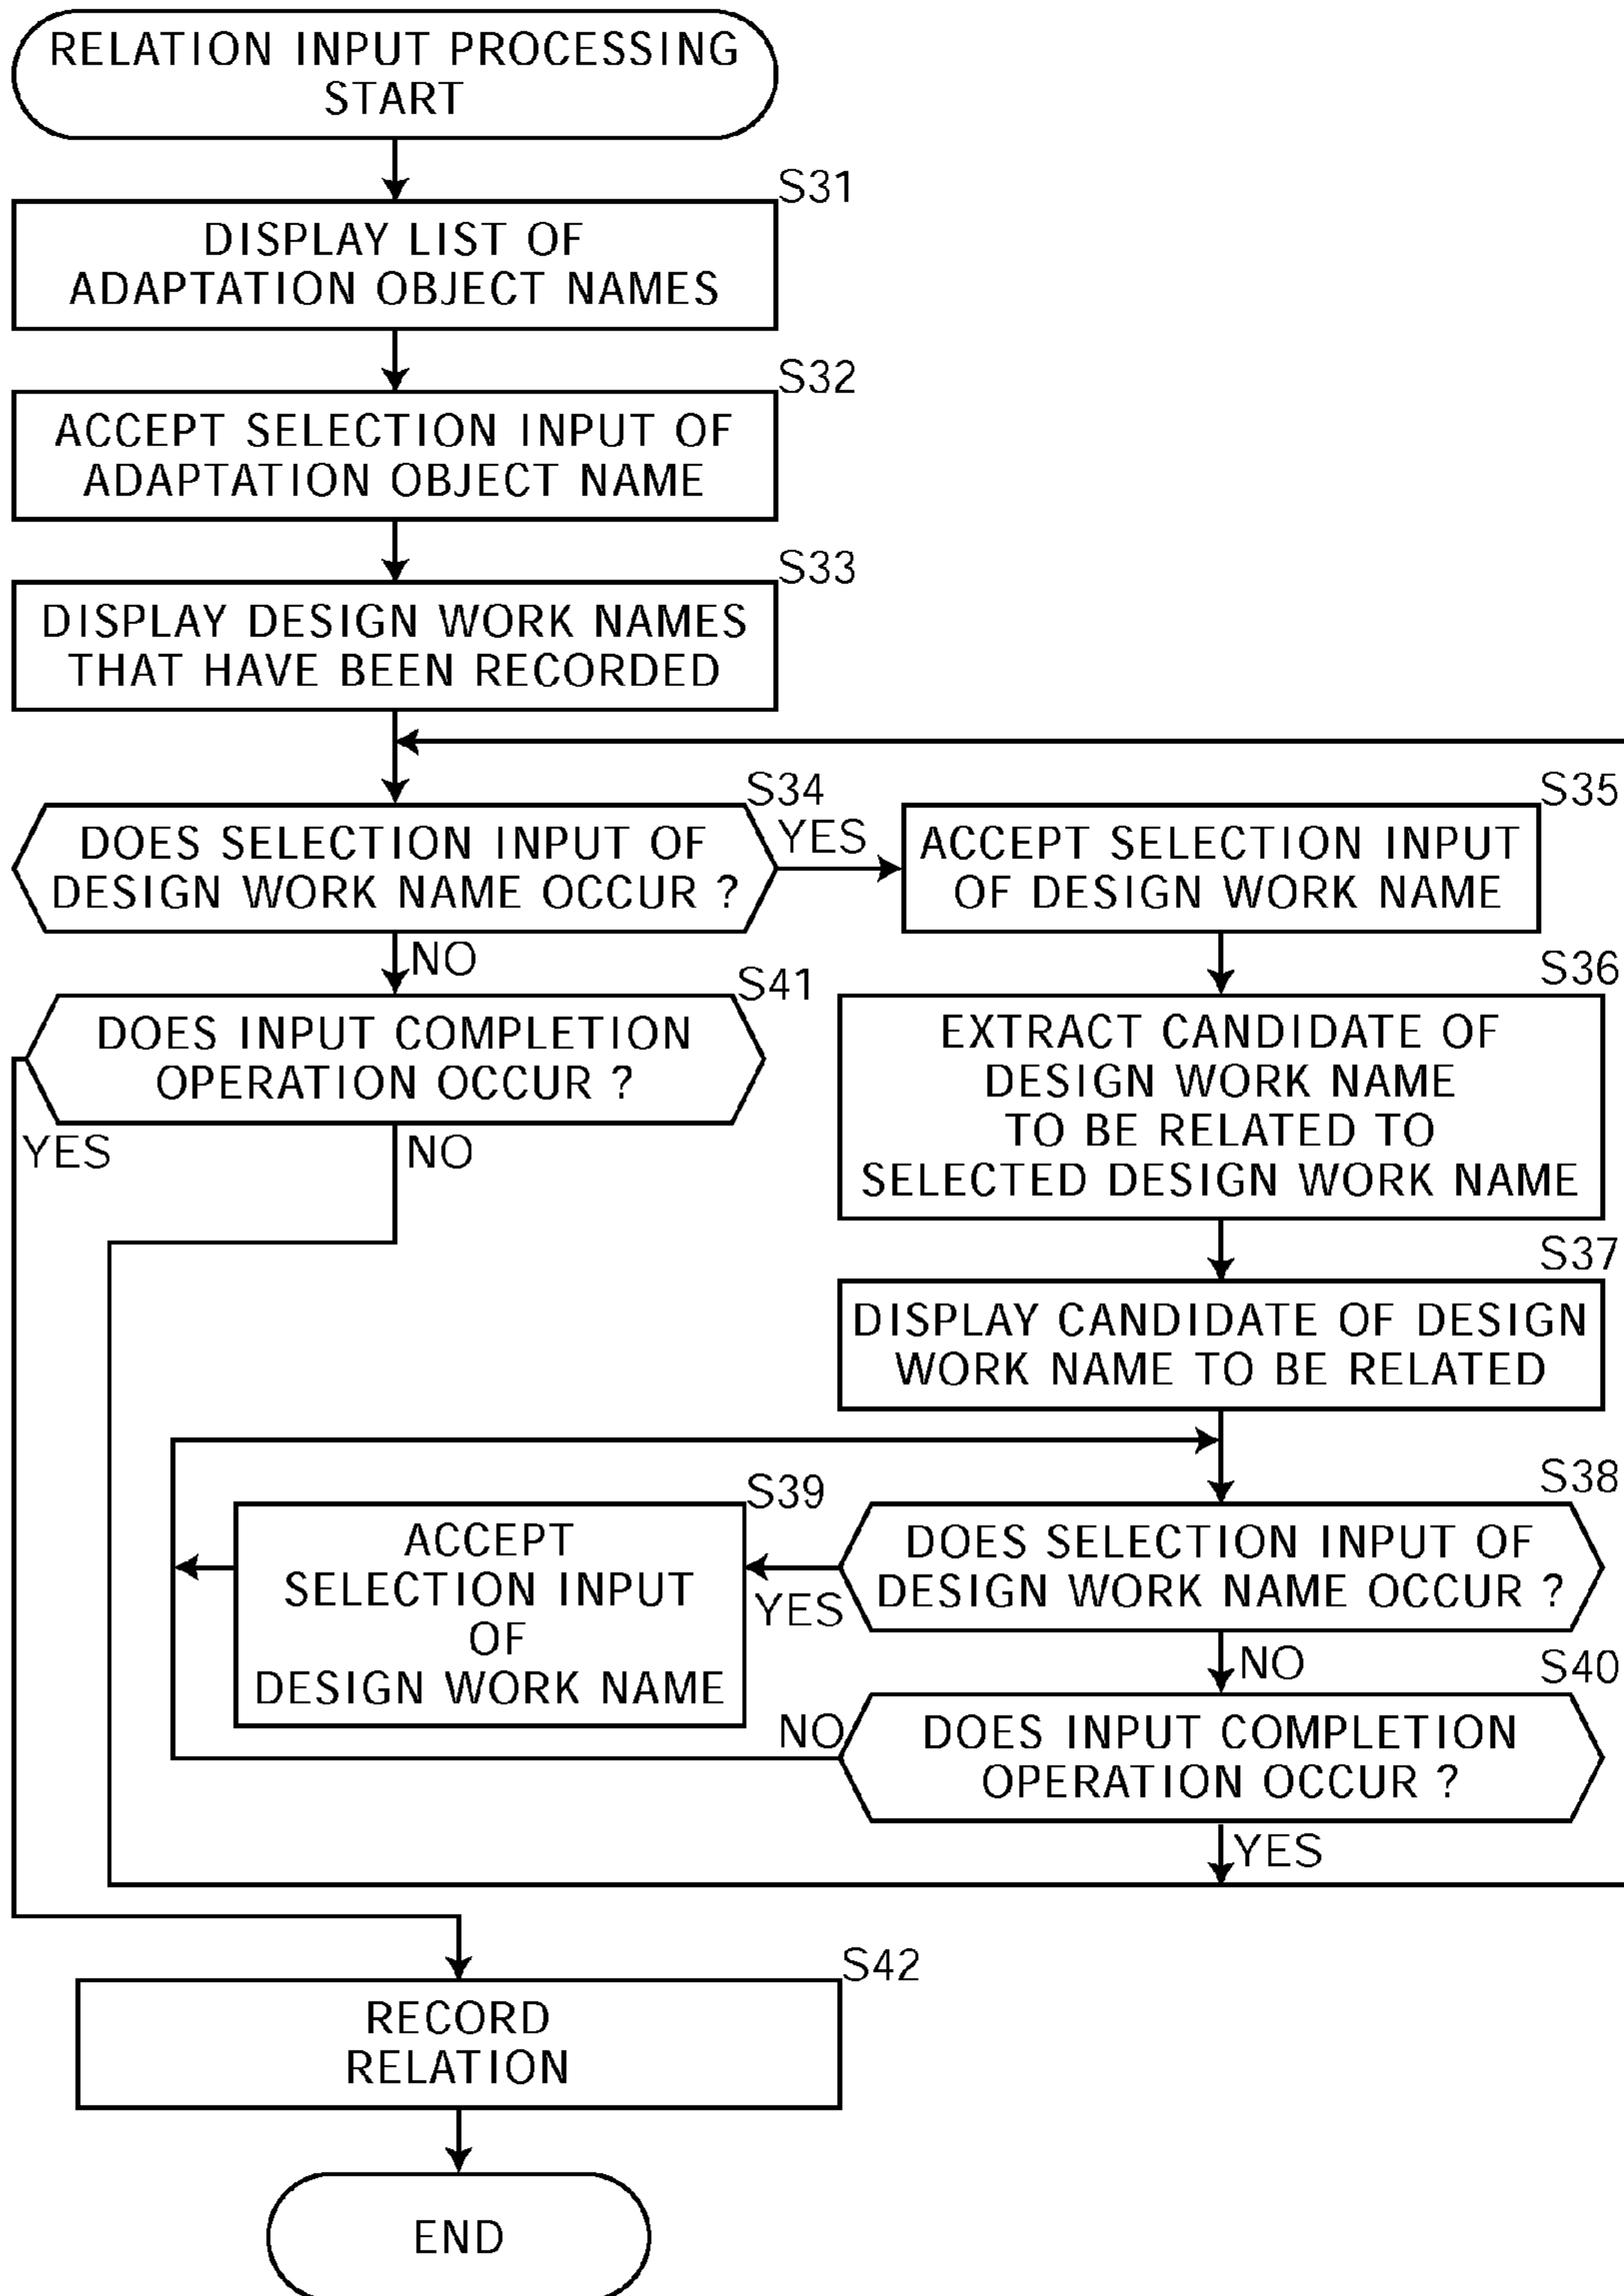 RELATION INPUT PROCESSING
START
S31
DISPLAY LIST OF
ADAPTATION OBJECT NAMES
S32
ACCEPT SELECTION INPUT OF
ADAPTATION OBJECT NAME
S33
DISPLAY DESIGN WORK NAMES
THAT HAVE BEEN RECORDED
S34
DOES SELECTION INPUT OF
DESIGN WORK NAME OCCUR ?
YES
NO
S35
ACCEPT SELECTION INPUT
OF DESIGN WORK NAME
S41
DOES INPUT COMPLETION
OPERATION OCCUR ?
YES
NO
S36
EXTRACT CANDIDATE OF
DESIGN WORK NAME
TO BE RELATED TO
SELECTED DESIGN WORK NAME
S37
DISPLAY CANDIDATE OF DESIGN
WORK NAME TO BE RELATED
S38
DOES SELECTION INPUT OF
DESIGN WORK NAME OCCUR ?
YES
NO
S39
ACCEPT
SELECTION INPUT
OF
DESIGN WORK NAME
S40
DOES INPUT COMPLETION
OPERATION OCCUR ?
NO
YES
S42
RECORD
RELATION
END